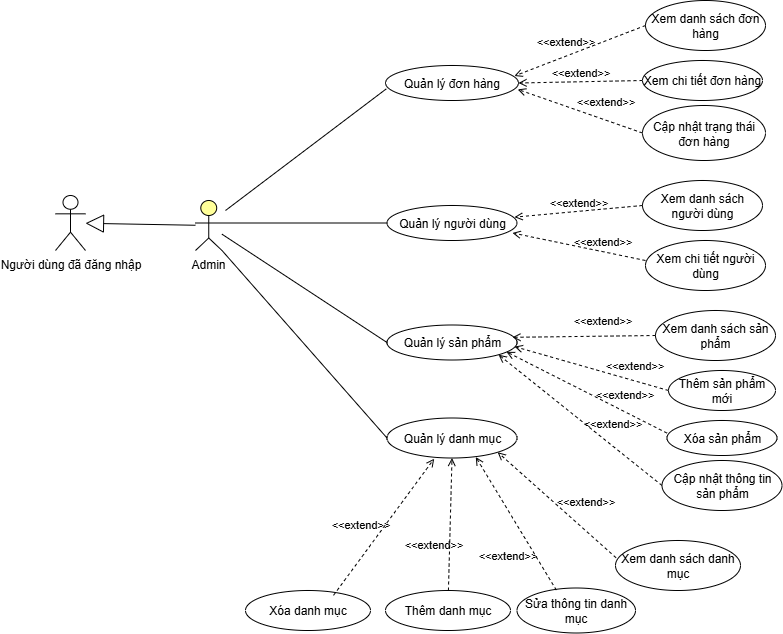 Xem danh sách đơn
hàng
<<extend>>
Quản lý đơn hàng
<<extend>>
Xem chi tiết đơn hàng
<<extend>>
Cập nhật trạng thái
đơn hàng
Xem danh sách
người dùng
<<extend>>
Quản lý người dùng
<<extend>>
Xem chi tiết người
dùng
Người dùng đã đăng nhập
Admin
<<extend>>
Xem danh sách sản
phẩm
Quản lý sản phẩm
<<extend>>
Thêm sản phẩm
mới
<<extend>>
<<extend>>
Xóa sản phẩm
Quản lý danh mục
Cập nhật thông tin
sản phẩm
<<extend>>
<<extend>>
<<extend>>
<<extend>>
Xem danh sách danh
mục
Xóa danh mục
Thêm danh mục
Sửa thông tin danh
mục